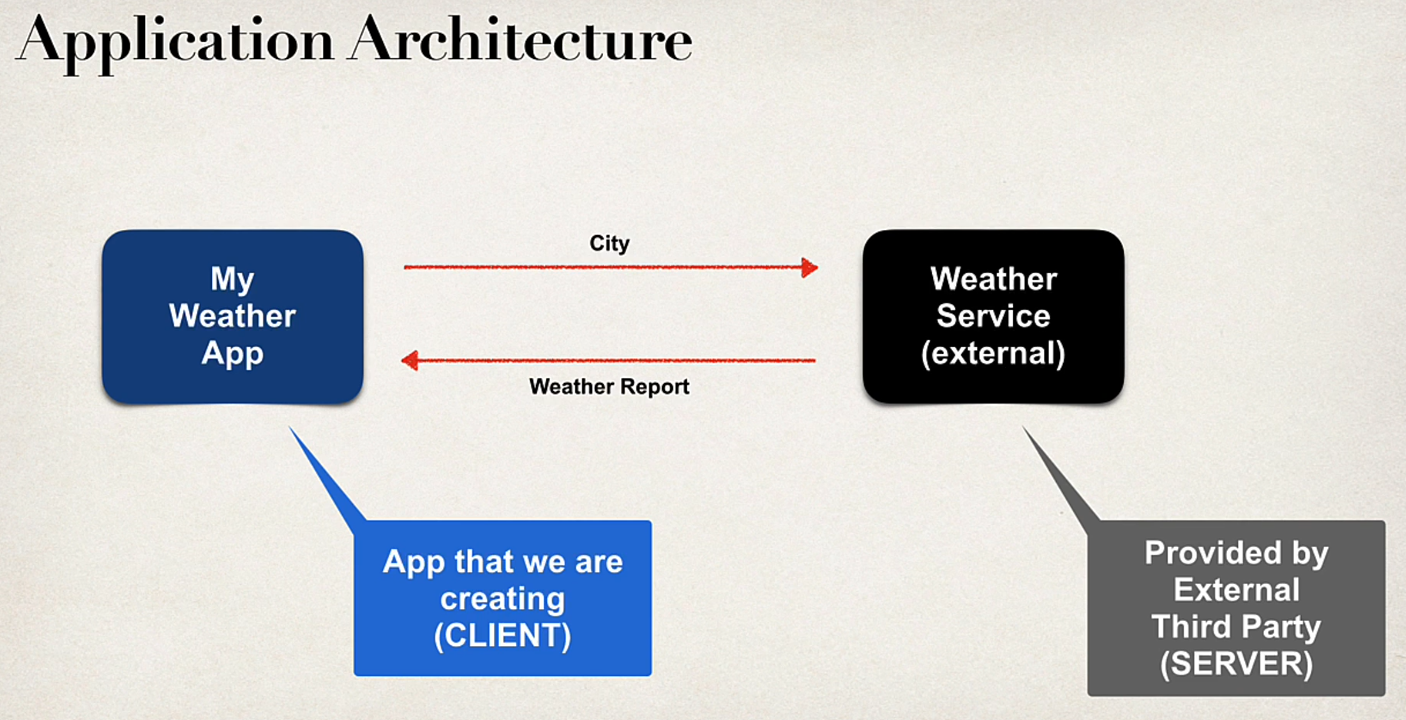 Application Architecture
My
Weather
App
City
Weather Report
Weather
Service
(external)
App that we are
creating
(CLIENT)
Provided by
External
Third Party
(SERVER)